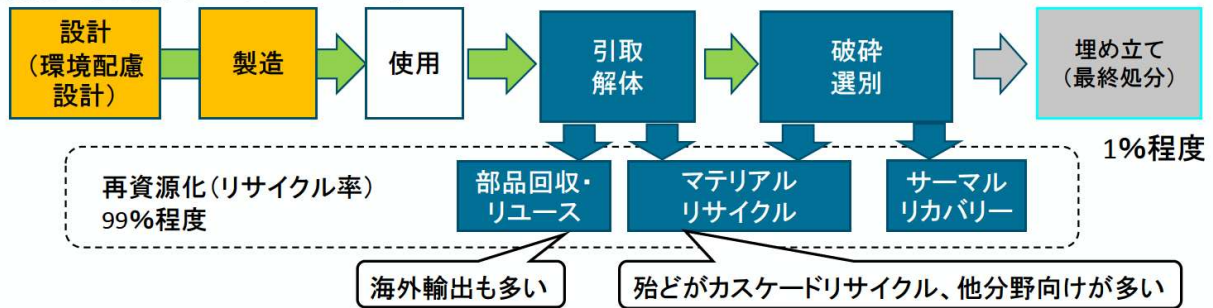 設計
(環境配慮
設計)
製造
使用
引取
解体
破砕
選別
埋め立て
(最終処分)
1%程度
再資源化(リサイクル率)
99%程度
部品回収・
リユース
マテリアル
リサイクル
サーマル
リカバリー
海外輸出も多い
殆どがカスケードリサイクル、他分野向けが多い